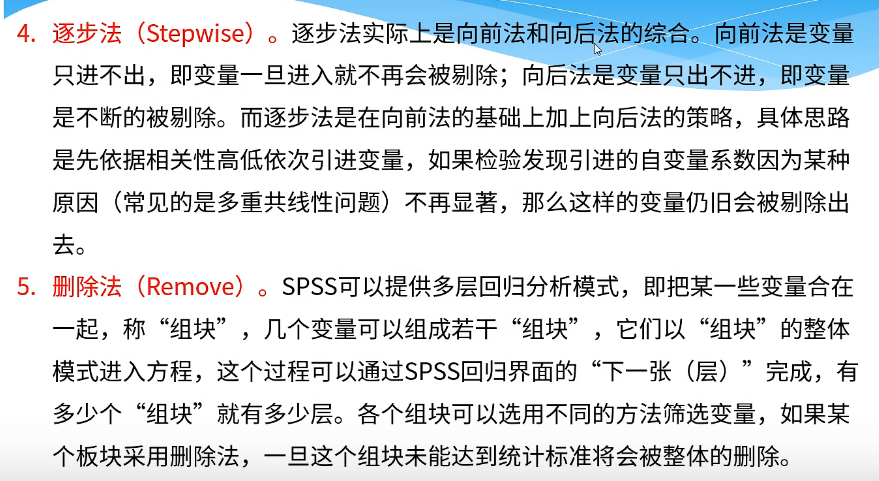 4. 逐步法（Stepwise）。逐步法实际上是向前法和向后法的综合。向前法是变量
只进不出，即变量一旦进入就不再会被剔除；向后法是变量只出不进，即变量
是不断的被剔除。而逐步法是在向前法的基础上加上向后法的策略，具体思路
是先依据相关性高低依次引进变量，如果检验发现引进的自变量系数因为某种
原因（常见的是多重共线性问题）不再显著，那么这样的变量仍旧会被剔除出
去。
5. 删除法（Remove）。SPSS可以提供多层回归分析模式，即把某一些变量合在
一起，称“组块”，几个变量可以组成若干“组块”，它们以“组块”的整体
模式进入方程，这个过程可以通过SPSS回归界面的“下一张（层）”完成，有
多少个“组块”就有多少层。各个组块可以选用不同的方法筛选变量，如果某
个板块采用删除法，一旦这个组块未能达到统计标准将会被整体的删除。